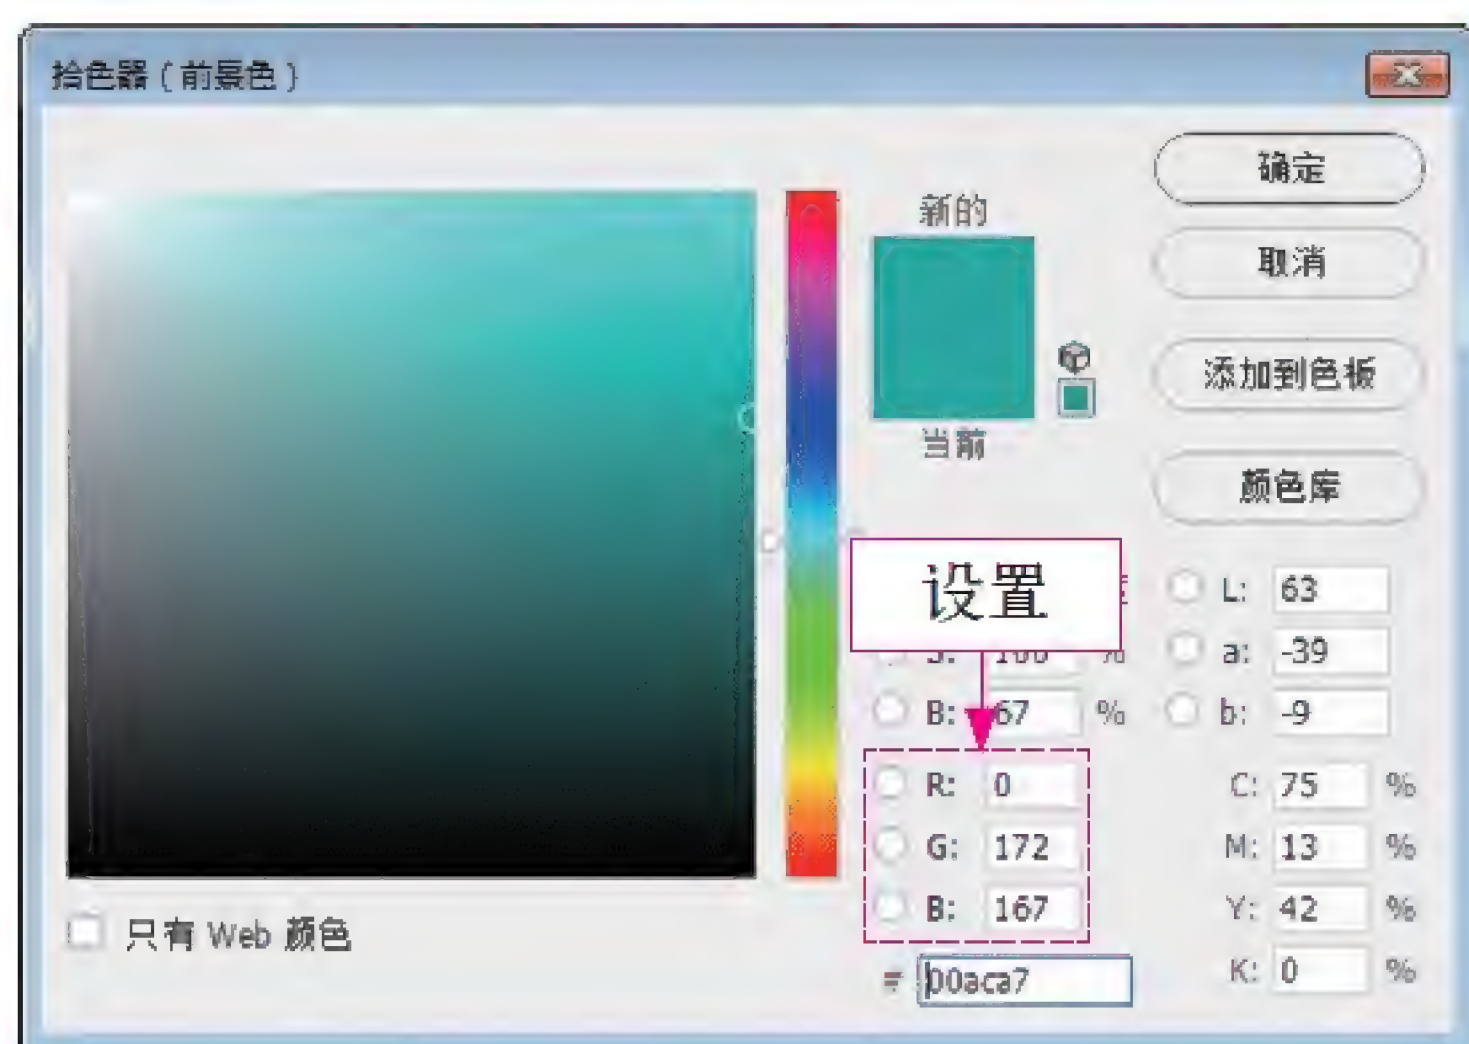 拾色器（前景色）
确定
新的
取消
添加到色板
当前
颜色库
设置
L: 63
a: -39
B: 67 %
b: -9
R: 0
C: 75 %
G: 172
M: 13 %
B: 167
Y: 42 %
只有 Web 颜色
K: 0 %
00aca7